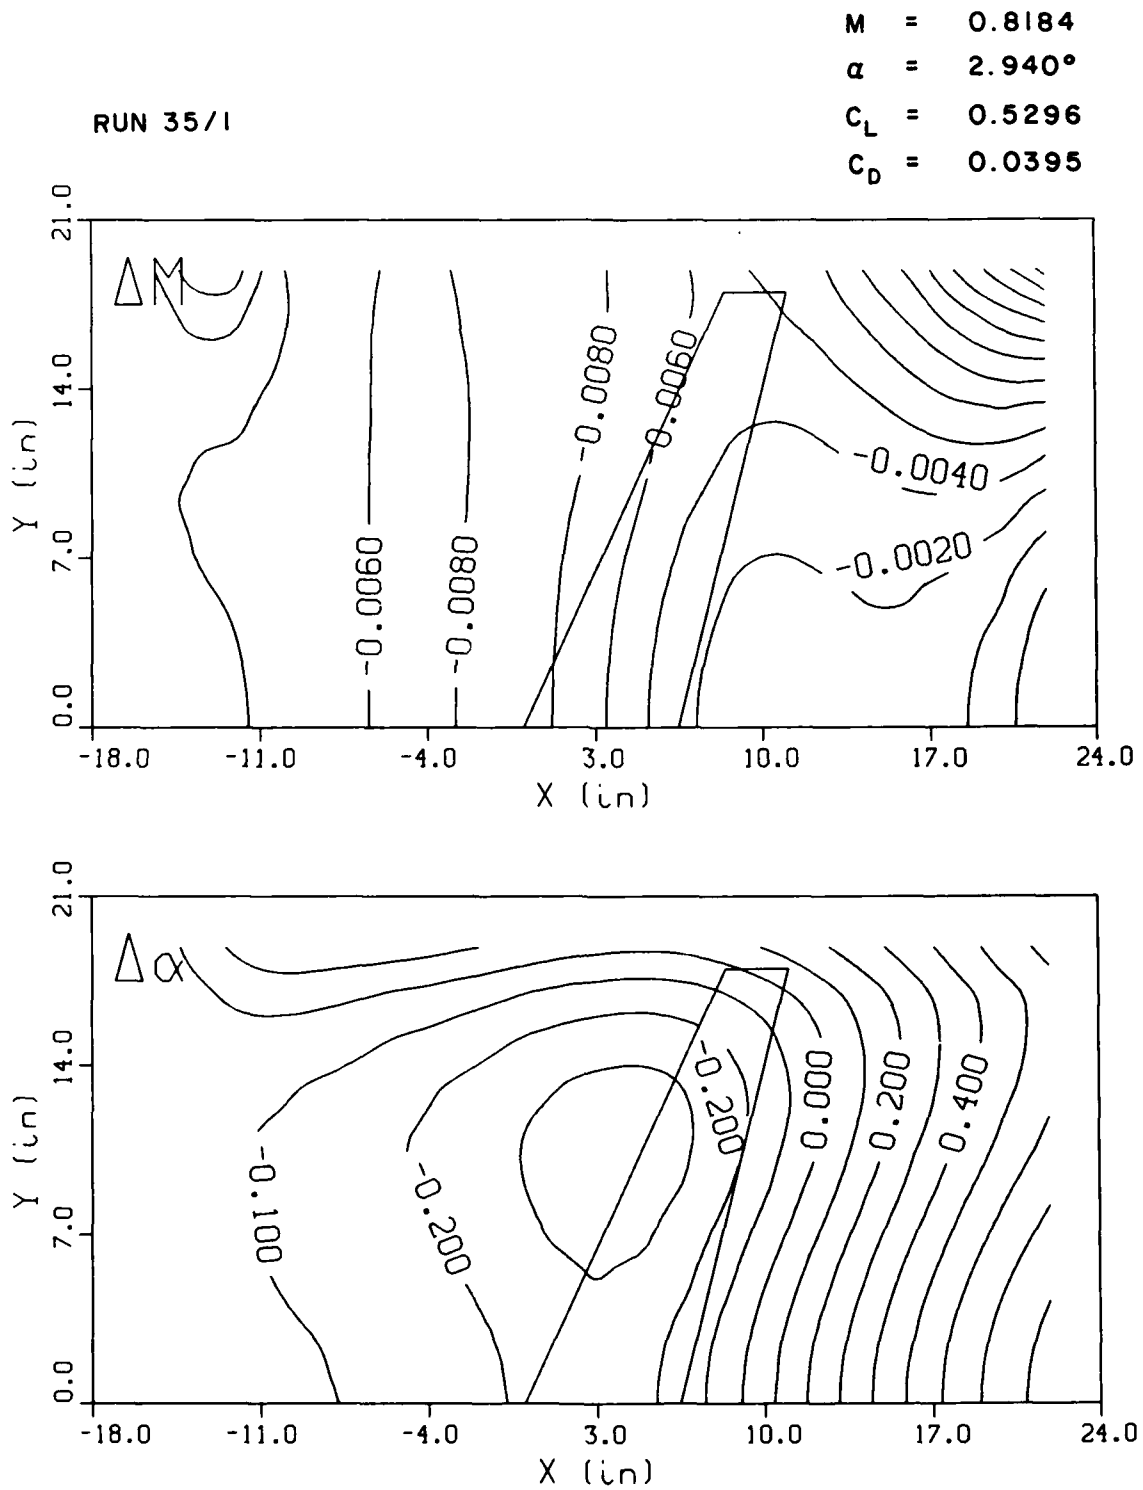 M = 0.8184
α = 2.940°
RUN 35/1
C_L = 0.5296
C_D = 0.0395
21.0
ΔM
14.0
-0.0080
-0.0060
Y (in)
-0.0040
7.0
-0.0060
-0.0080
-0.0020
0.0
-18.0 -11.0 -4.0 3.0 10.0 17.0 24.0
X (in)
21.0
Δα
14.0
-0.200
0.000
0.200
0.400
Y (in)
-0.100
-0.200
7.0
0.0
-18.0 -11.0 -4.0 3.0 10.0 17.0 24.0
X (in)